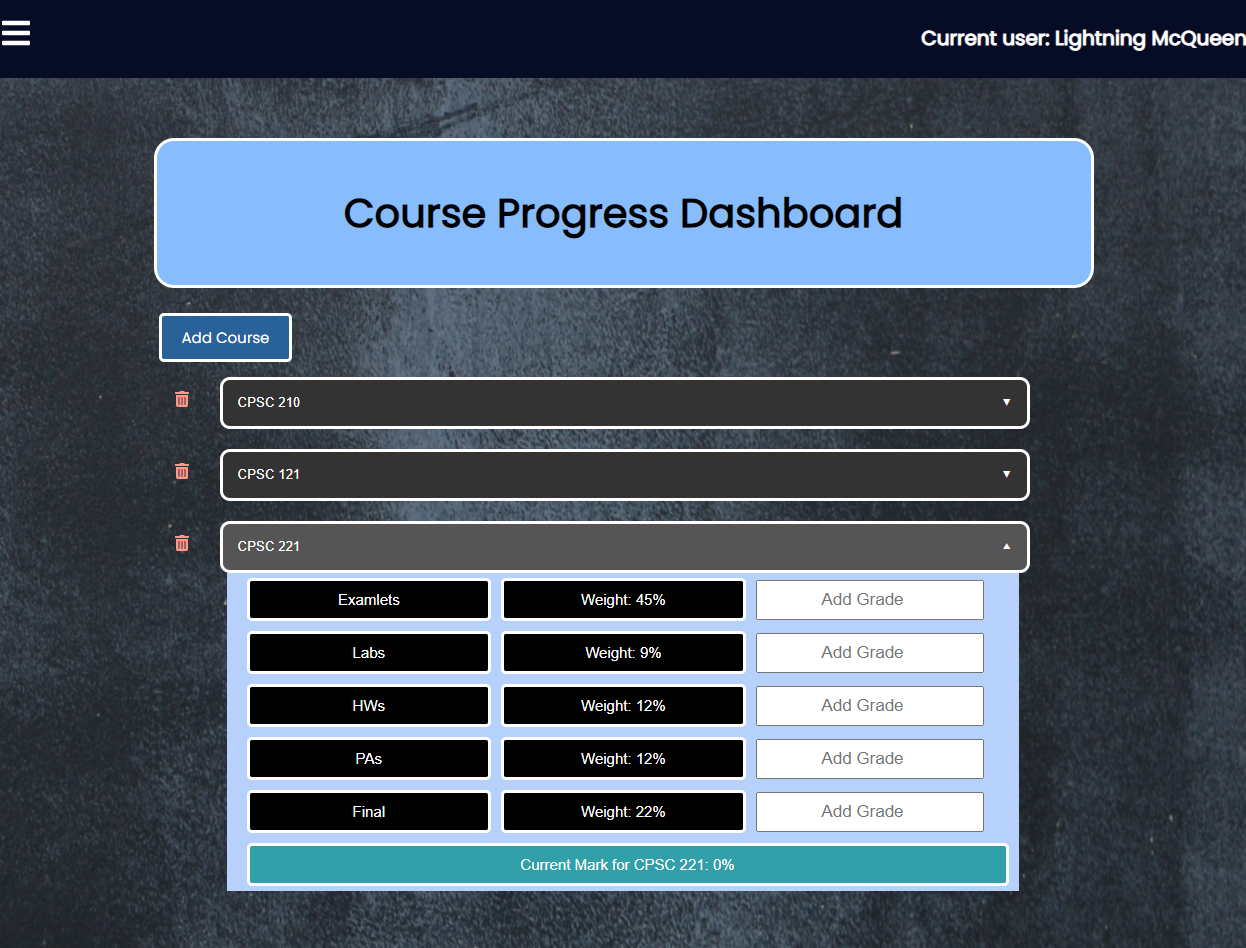 Current user: Lightning McQueen
Course Progress Dashboard
Add Course
CPSC 210 ▼
CPSC 121 ▼
CPSC 221 ▲
Examlets Weight: 45% Add Grade
Labs Weight: 9% Add Grade
HWs Weight: 12% Add Grade
PAs Weight: 12% Add Grade
Final Weight: 22% Add Grade
Current Mark for CPSC 221: 0%